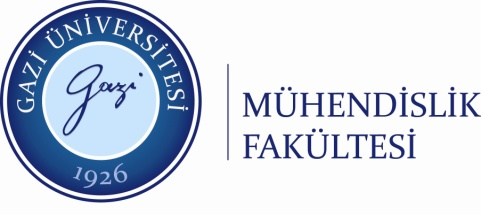 GAZİ ÜNİVERSİTESİ
Gazi
1926
MÜHENDİSLİK
FAKÜLTESİ